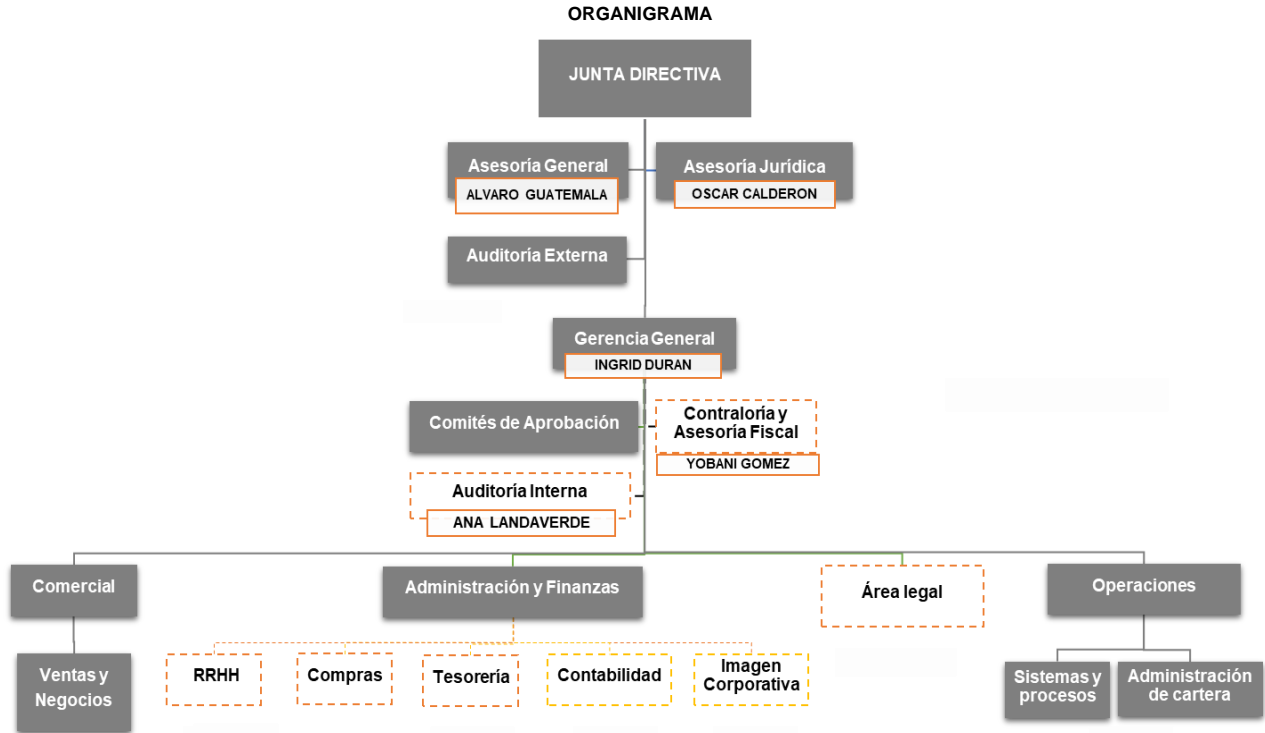 ORGANIGRAMA
JUNTA DIRECTIVA
Asesoría General
ALVARO GUATEMALA
Asesoría Jurídica
OSCAR CALDERON
Auditoría Externa
Gerencia General
INGRID DURAN
Comités de Aprobación
Contraloría y
Asesoría Fiscal
YOBANI GOMEZ
Auditoría Interna
ANA LANDAVERDE
Comercial
Administración y Finanzas
Área legal
Operaciones
Ventas y
Negocios
RRHH
Compras
Tesorería
Contabilidad
Imagen
Corporativa
Sistemas y
procesos
Administración
de cartera